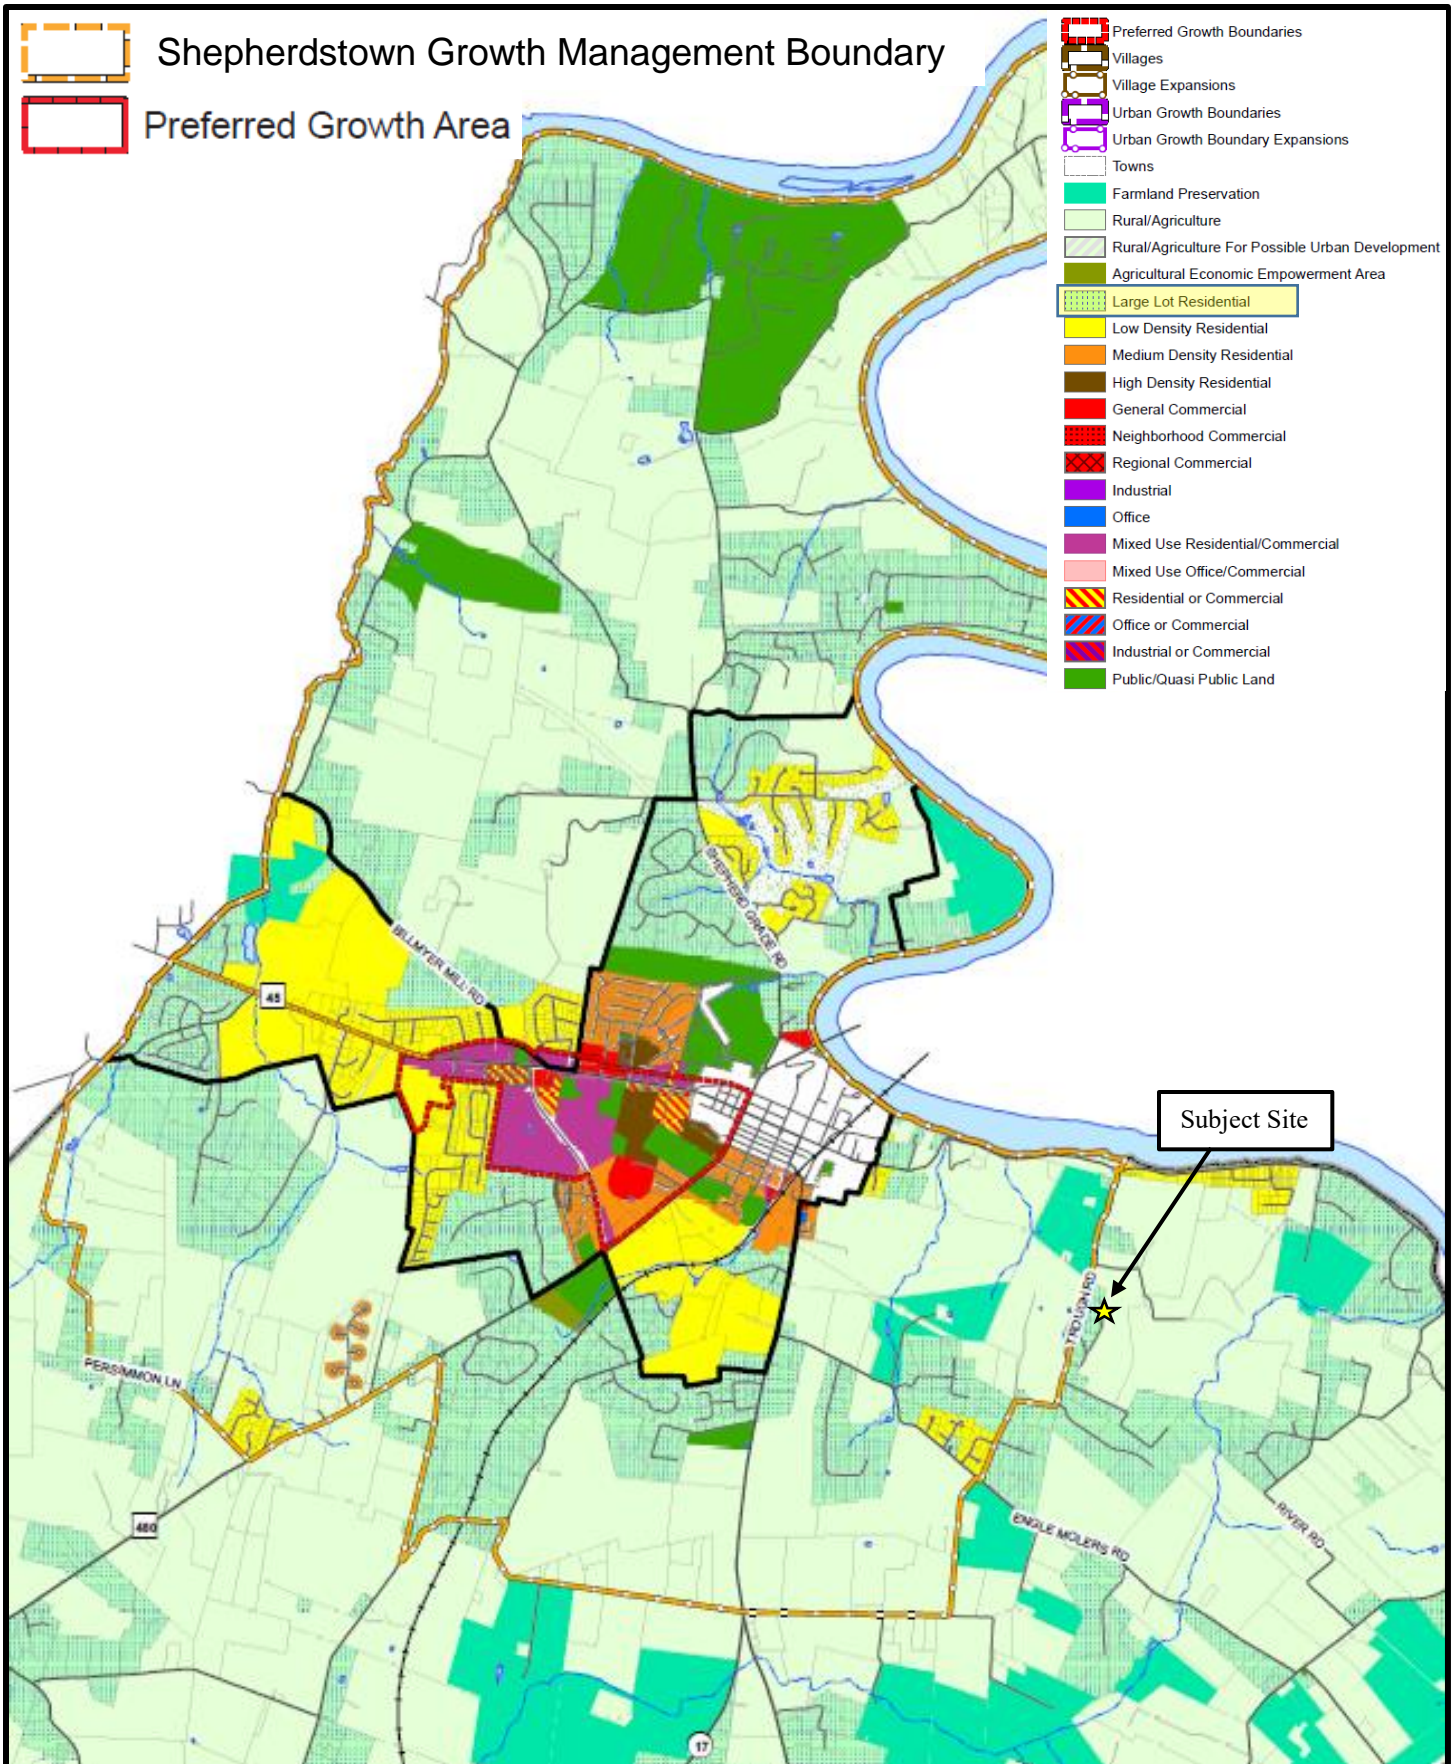 Shepherdstown Growth Management Boundary
Preferred Growth Area
Preferred Growth Boundaries
Villages
Village Expansions
Urban Growth Boundaries
Urban Growth Boundary Expansions
Towns
Farmland Preservation
Rural/Agriculture
Rural/Agriculture For Possible Urban Development
Agricultural Economic Empowerment Area
Large Lot Residential
Low Density Residential
Medium Density Residential
High Density Residential
General Commercial
Neighborhood Commercial
Regional Commercial
Industrial
Office
Mixed Use Residential/Commercial
Mixed Use Office/Commercial
Residential or Commercial
Office or Commercial
Industrial or Commercial
Public/Quasi Public Land
SHEPHERD GRADE RD
BILLMYER MILL RD
45
Subject Site
TROUGH RD
PERSIMMON LN
480
ENGLE MOLERS RD
RIVER RD
17